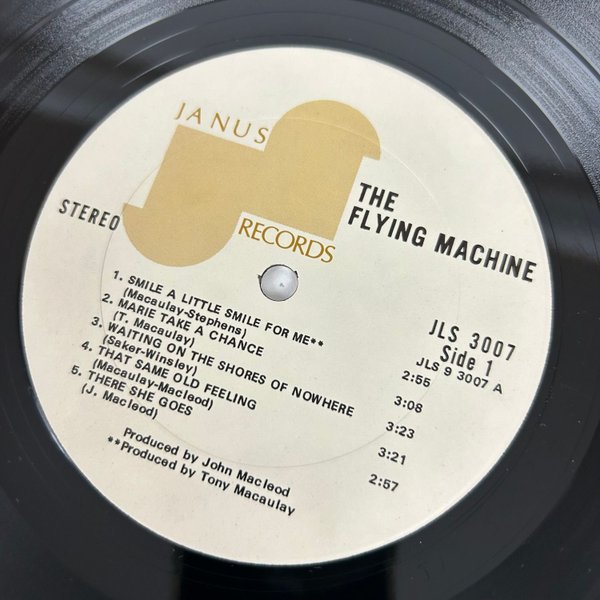 JANUS
RECORDS
STEREO
THE
FLYING MACHINE
JLS 3007
Side 1
JLS 9 3007 A
1. SMILE A LITTLE SMILE FOR ME** 2:55
(Macaulay-Stephens)
2. MARIE TAKE A CHANCE 3:08
(T. Macaulay)
3. WAITING ON THE SHORES OF NOWHERE 3:23
(Saker-Winsley)
4. THAT SAME OLD FEELING 3:21
(Macaulay-Macleod)
5. THERE SHE GOES 2:57
(J. Macleod)
Produced by John Macleod
**Produced by Tony Macaulay